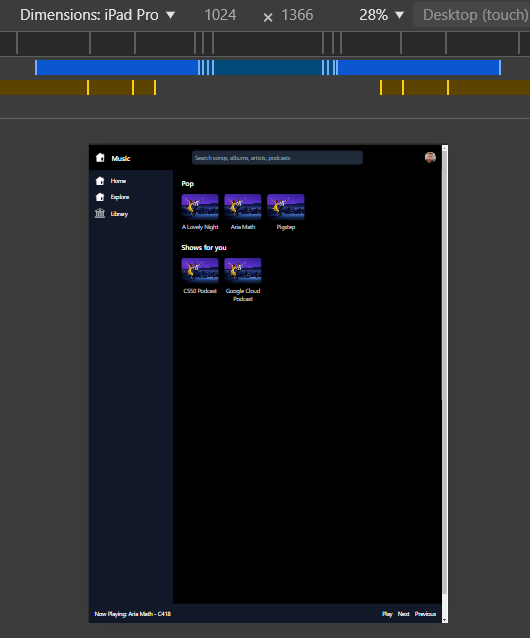 Dimensions: iPad Pro ▼ 1024 × 1366 28% ▼ Desktop (touch)
Music
Search songs, albums, artists, podcasts
Home
Explore
Library
Pop
A Lovely Night Aria Math Pigstep
Shows for you
CS50 Podcast Google Cloud
Podcast
Now Playing: Aria Math - C418 Play Next Previous